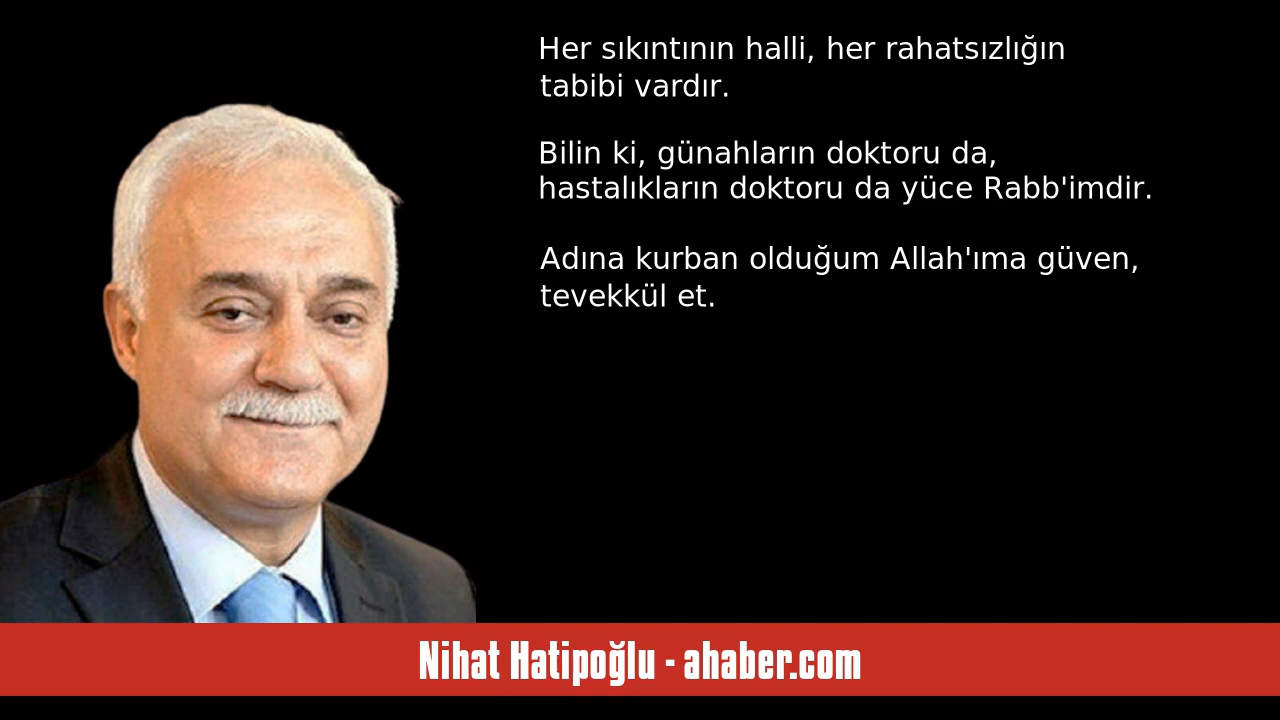 Her sıkıntının halli, her rahatsızlığın
tabibi vardır.
Bilin ki, günahların doktoru da,
hastalıkların doktoru da yüce Rabb'imdir.
Adına kurban olduğum Allah'ıma güven,
tevekkül et.
Nihat Hatipoğlu - ahaber.com